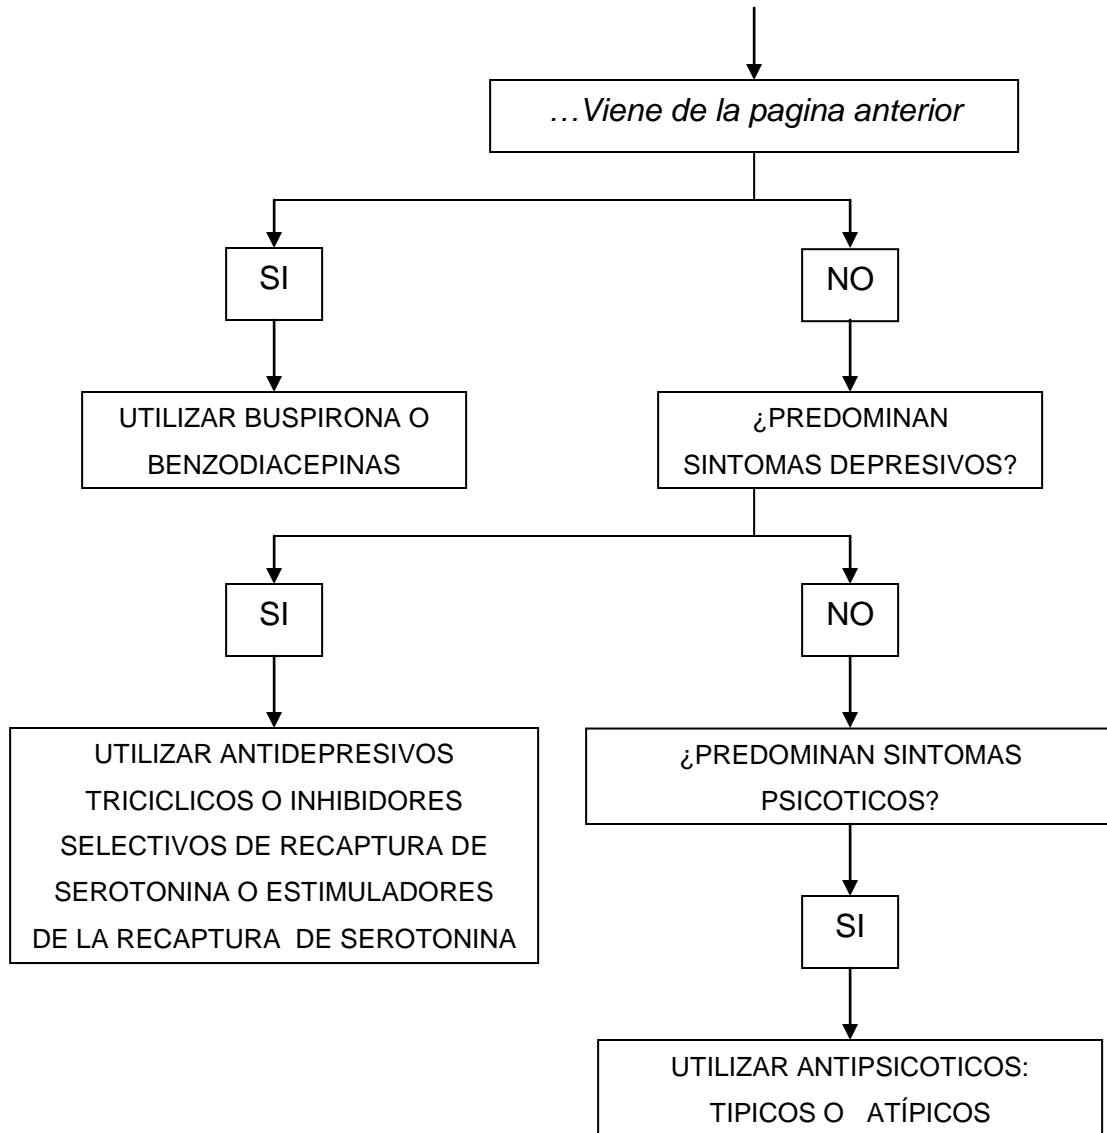 …Viene de la pagina anterior
SI
NO
UTILIZAR BUSPIRONA O
BENZODIACEPINAS
¿PREDOMINAN
SINTOMAS DEPRESIVOS?
SI
NO
UTILIZAR ANTIDEPRESIVOS
TRICICLICOS O INHIBIDORES
SELECTIVOS DE RECAPTURA DE
SEROTONINA O ESTIMULADORES
DE LA RECAPTURA DE SEROTONINA
¿PREDOMINAN SINTOMAS
PSICOTICOS?
SI
UTILIZAR ANTIPSICOTICOS:
TIPICOS O ATÍPICOS